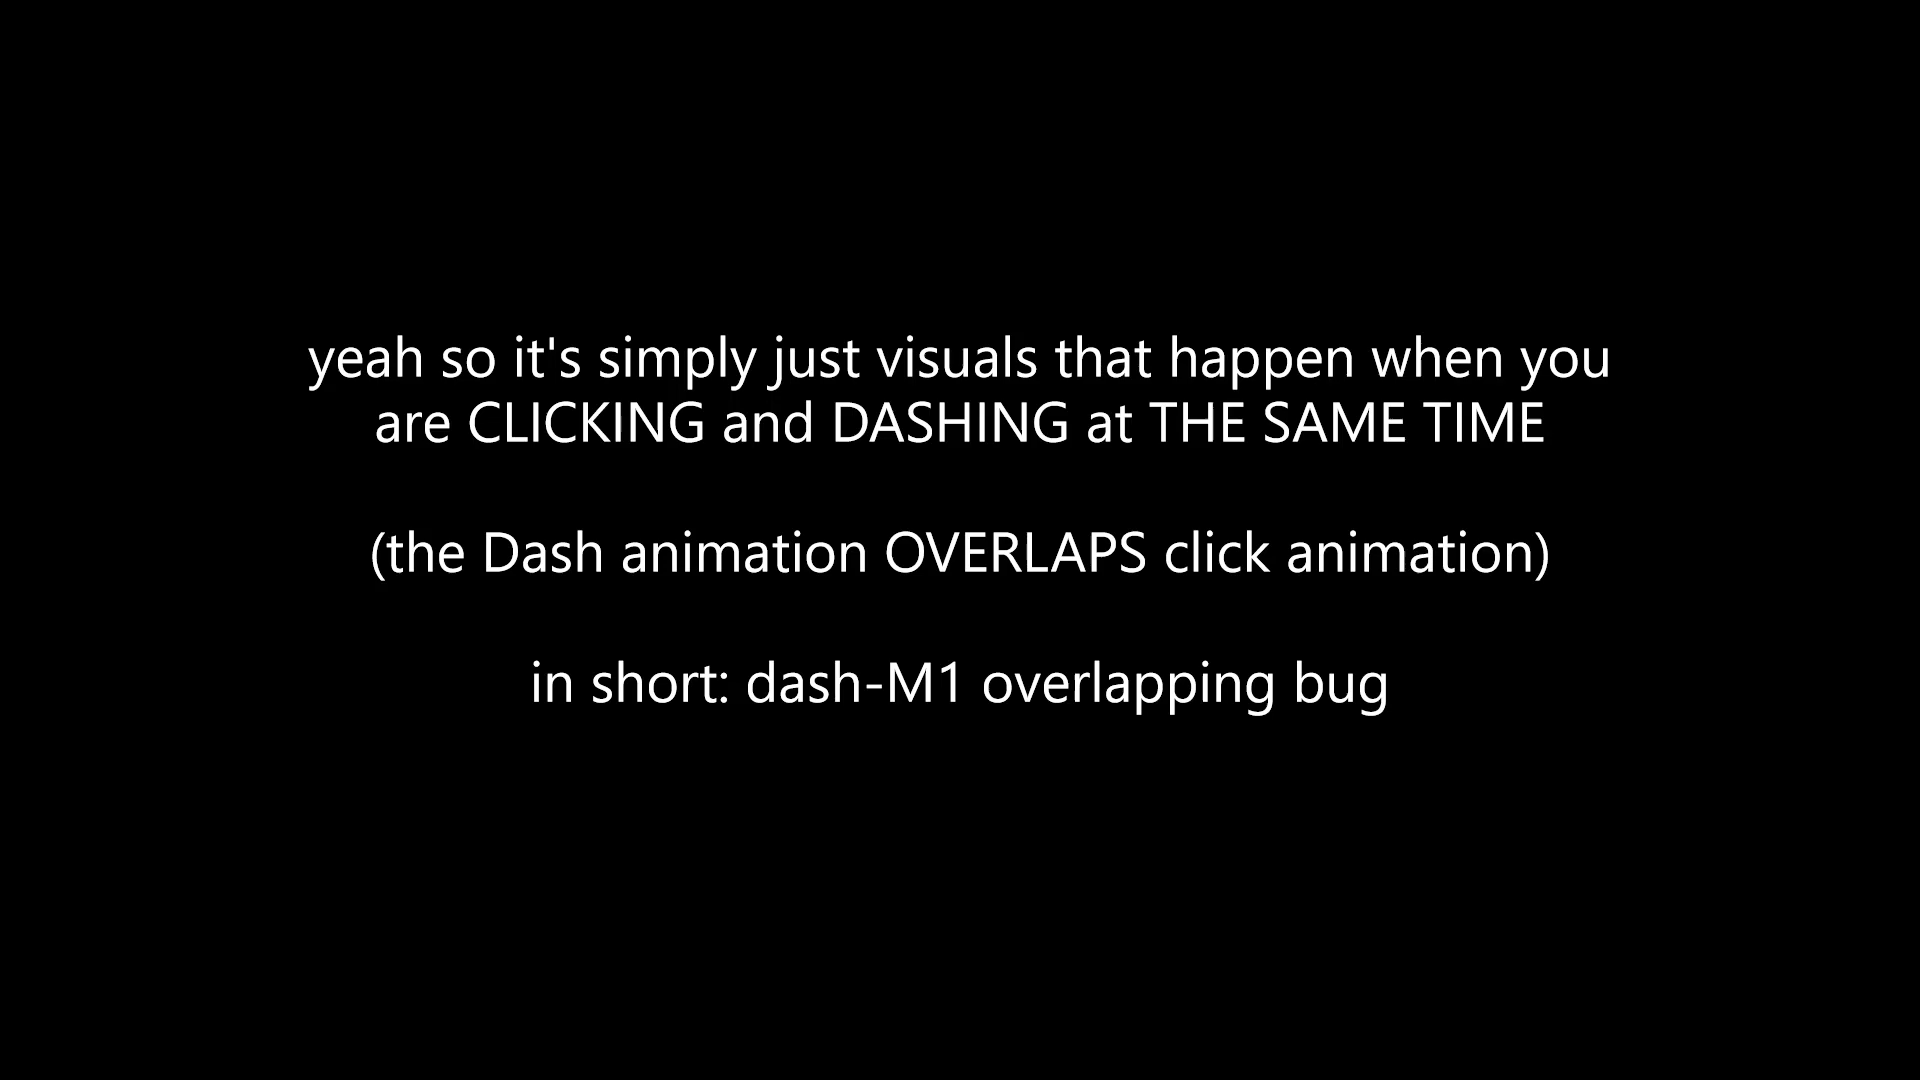 yeah so it's simply just visuals that happen when you
are CLICKING and DASHING at THE SAME TIME
(the Dash animation OVERLAPS click animation)
in short: dash-M1 overlapping bug